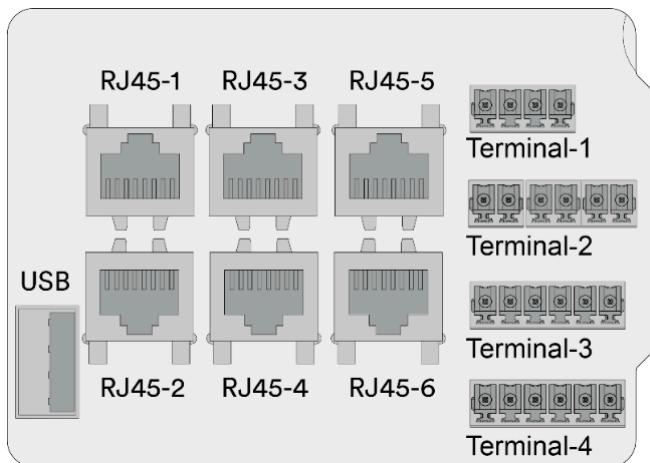 RJ45-1 RJ45-3 RJ45-5
Terminal-1
Terminal-2
USB
Terminal-3
RJ45-2 RJ45-4 RJ45-6
Terminal-4